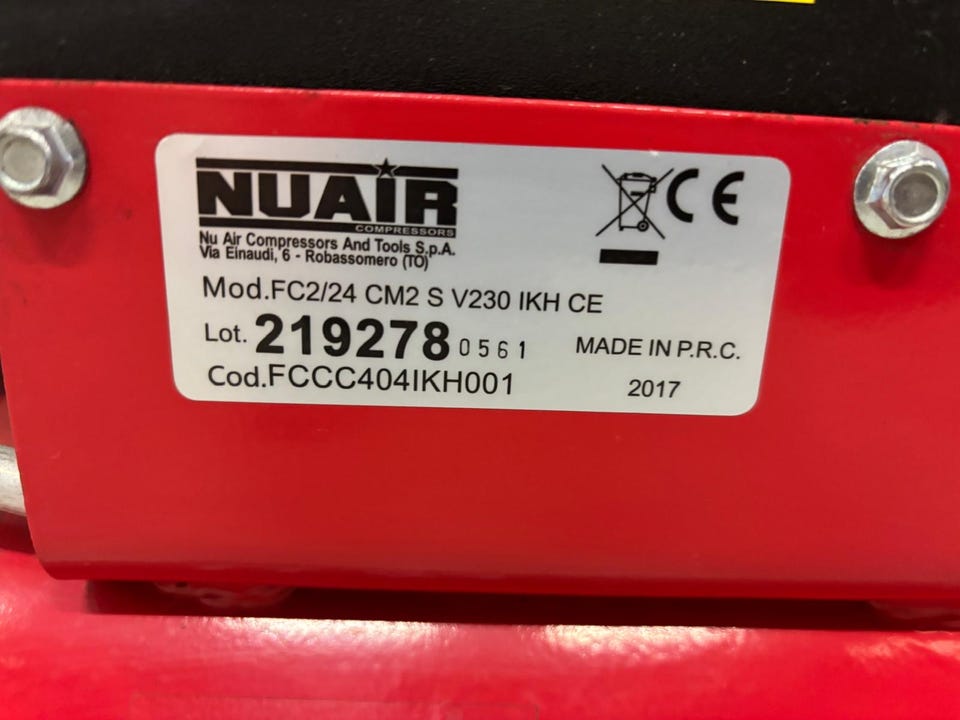 NUAIR
COMPRESSORS
Nu Air Compressors And Tools S.p.A.
Via Einaudi, 6 - Robassomero (TO)
CE
Mod.FC2/24 CM2 S V230 IKH CE
Lot. 219278 0561
MADE IN P.R.C.
Cod.FCCC404IKH001
2017